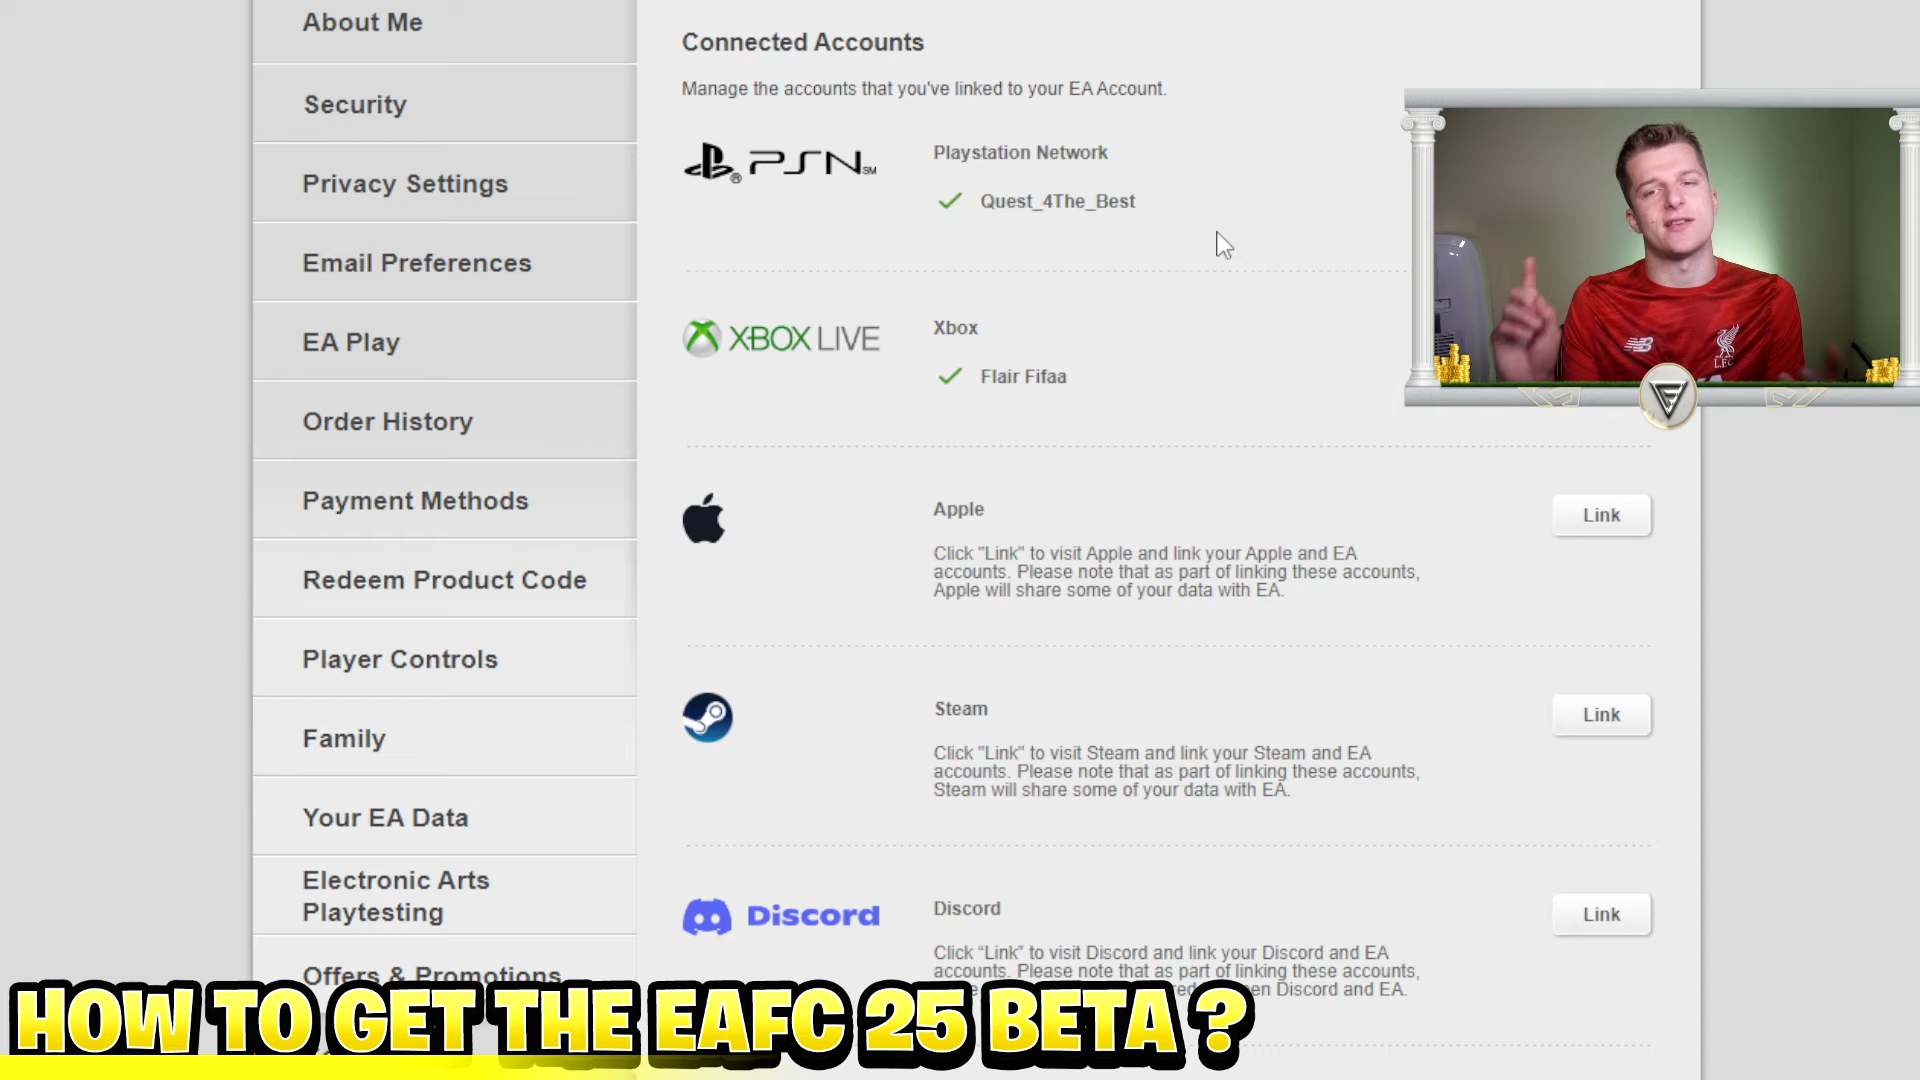 About Me
Security
Privacy Settings
Email Preferences
EA Play
Order History
Payment Methods
Redeem Product Code
Player Controls
Family
Your EA Data
Electronic Arts
Playtesting
Offers & Promotions
Connected Accounts
Manage the accounts that you've linked to your EA Account.
PSN SM
Playstation Network
Quest_4The_Best
XBOX LIVE
Xbox
Flair Fifaa
Apple
Link
Click "Link" to visit Apple and link your Apple and EA
accounts. Please note that as part of linking these accounts,
Apple will share some of your data with EA.
Steam
Link
Click "Link" to visit Steam and link your Steam and EA
accounts. Please note that as part of linking these accounts,
Steam will share some of your data with EA.
Discord
Discord
Link
Click “Link” to visit Discord and link your Discord and EA
accounts. Please note that as part of linking these accounts,
Discord and EA.
NB
L.F.C
HOW TO GET THE EAFC 25 BETA ?